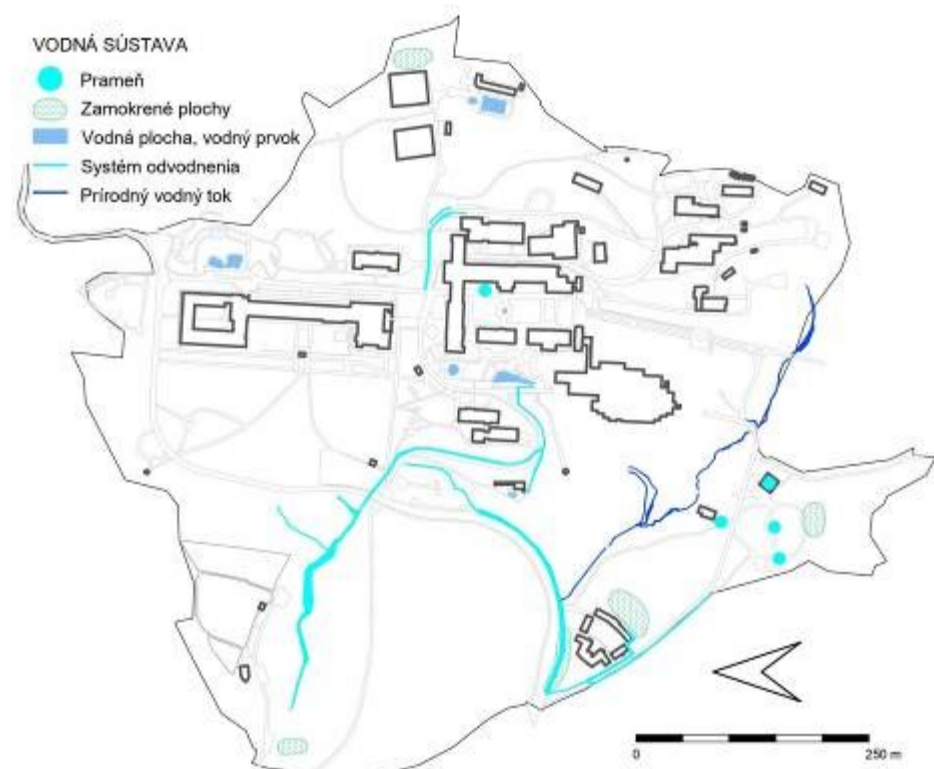 VODNÁ SÚSTAVA
Prameň
Zamokrené plochy
Vodná plocha, vodný prvok
Systém odvodnenia
Prírodný vodný tok
0 250 m